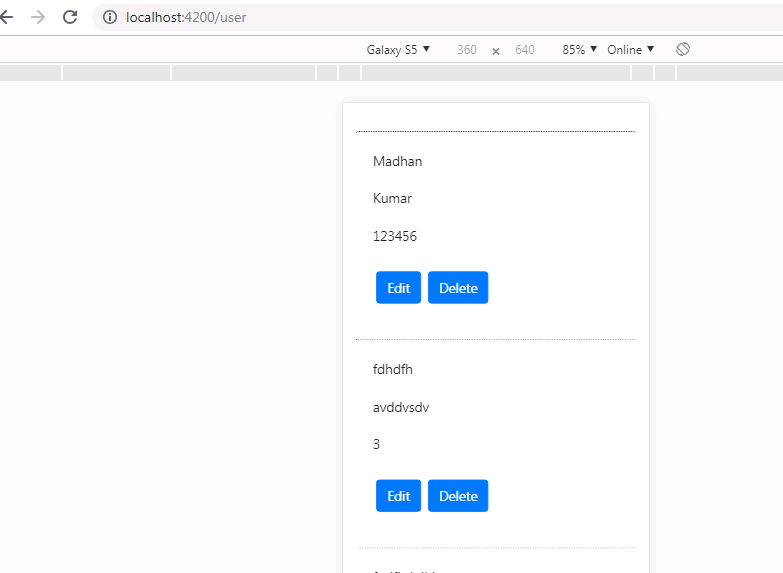 localhost:4200/user
Galaxy S5 ▼ 360 × 640 85% ▼ Online ▼
Madhan
Kumar
123456
Edit Delete
fdhdfh
avddvsdv
3
Edit Delete